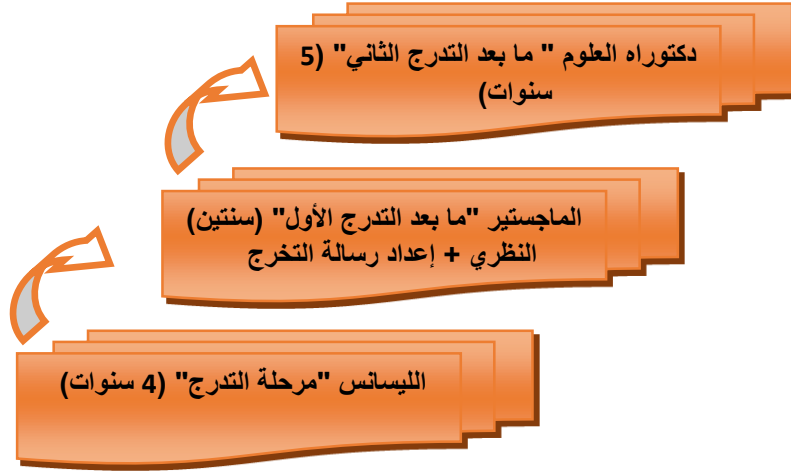 دكتوراه العلوم " ما بعد التدرج الثاني" (5
سنوات)
الماجستير "ما بعد التدرج الأول" (سنتين)
النظري + إعداد رسالة التخرج
الليسانس "مرحلة التدرج" (4 سنوات)